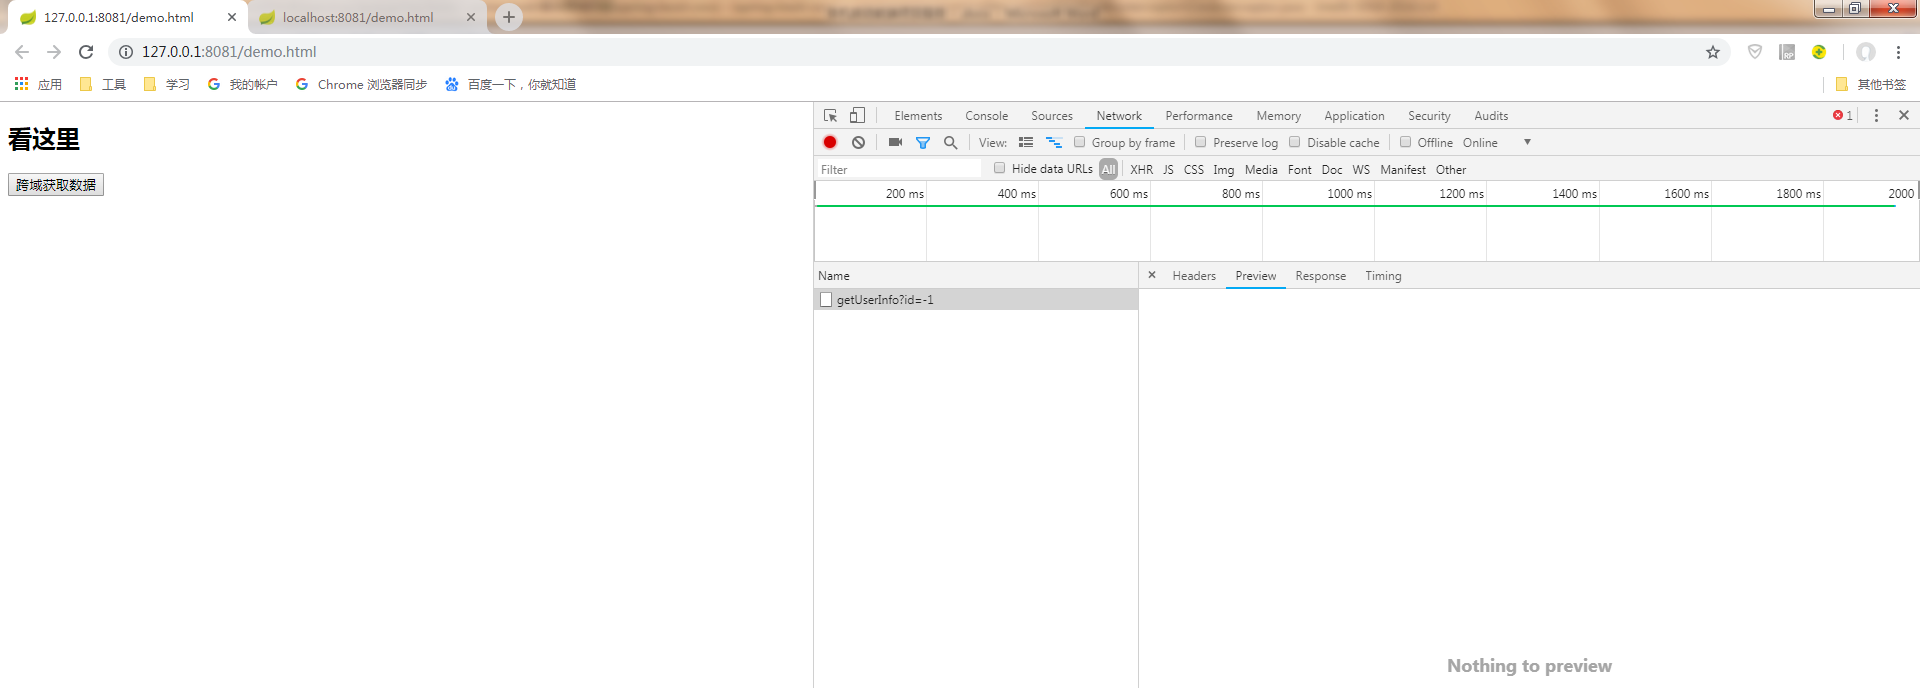 127.0.0.1:8081/demo.html
localhost:8081/demo.html
127.0.0.1:8081/demo.html
应用 工具 学习 我的帐户 Chrome 浏览器同步 百度一下，你就知道 其他书签
看这里
跨域获取数据
Elements Console Sources Network Performance Memory Application Security Audits 1
View: Group by frame Preserve log Disable cache Offline Online
Filter Hide data URLs All XHR JS CSS Img Media Font Doc WS Manifest Other
200 ms 400 ms 600 ms 800 ms 1000 ms 1200 ms 1400 ms 1600 ms 1800 ms 2000
Name Headers Preview Response Timing
getUserInfo?id=-1
Nothing to preview